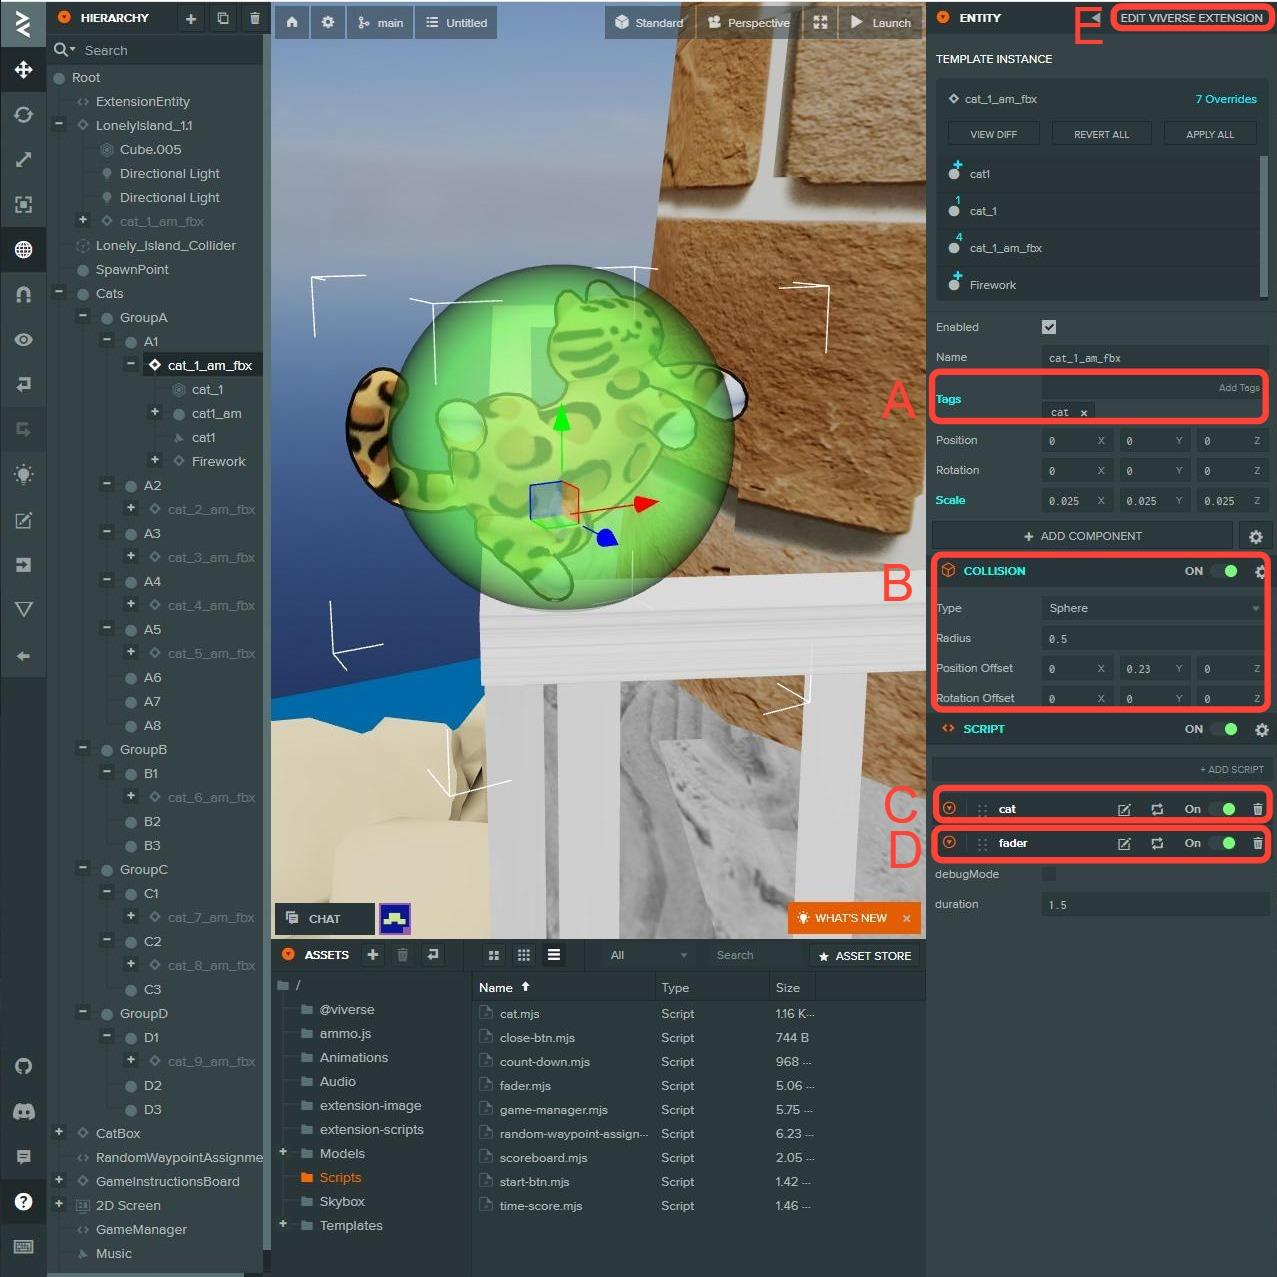 HIERARCHY
Search
Root
ExtensionEntity
LonelyIsland_1.1
Cube.005
Directional Light
Directional Light
cat_1_am_fbx
Lonely_Island_Collider
SpawnPoint
Cats
GroupA
A1
cat_1_am_fbx
cat_1
cat1_am
cat1
Firework
A2
cat_2_am_fbx
A3
cat_3_am_fbx
A4
cat_4_am_fbx
A5
cat_5_am_fbx
A6
A7
A8
GroupB
B1
cat_6_am_fbx
B2
B3
GroupC
C1
cat_7_am_fbx
C2
cat_8_am_fbx
C3
GroupD
D1
cat_9_am_fbx
D2
D3
CatBox
RandomWaypointAssignme
GameInstructionsBoard
2D Screen
GameManager
Music
main
Untitled
Standard
Perspective
Launch
CHAT
WHAT'S NEW ×
ASSETS
All
Search
ASSET STORE
/
@viverse
ammo.js
Animations
Audio
extension-image
extension-scripts
Models
Scripts
Skybox
Templates
Name Type Size
cat.mjs Script 1.16 K...
close-btn.mjs Script 744 B
count-down.mjs Script 968 ...
fader.mjs Script 5.06 ...
game-manager.mjs Script 5.75 ...
random-waypoint-assign... Script 6.23 ...
scoreboard.mjs Script 2.05 ...
start-btn.mjs Script 1.42 ...
time-score.mjs Script 1.46 ...
ENTITY
E
EDIT VIVERSE EXTENSION
TEMPLATE INSTANCE
cat_1_am_fbx 7 Overrides
VIEW DIFF REVERT ALL APPLY ALL
+ cat1
1 cat_1
4 cat_1_am_fbx
+ Firework
Enabled
Name cat_1_am_fbx
A
Tags Add Tags
cat ×
Position 0 X 0 Y 0 Z
Rotation 0 X 0 Y 0 Z
Scale 0.025 X 0.025 Y 0.025 Z
+ ADD COMPONENT
B
COLLISION ON
Type Sphere
Radius 0.5
Position Offset 0 X 0.23 Y 0 Z
Rotation Offset 0 X 0 Y 0 Z
SCRIPT ON
+ ADD SCRIPT
C
cat On
D
fader On
debugMode
duration 1.5